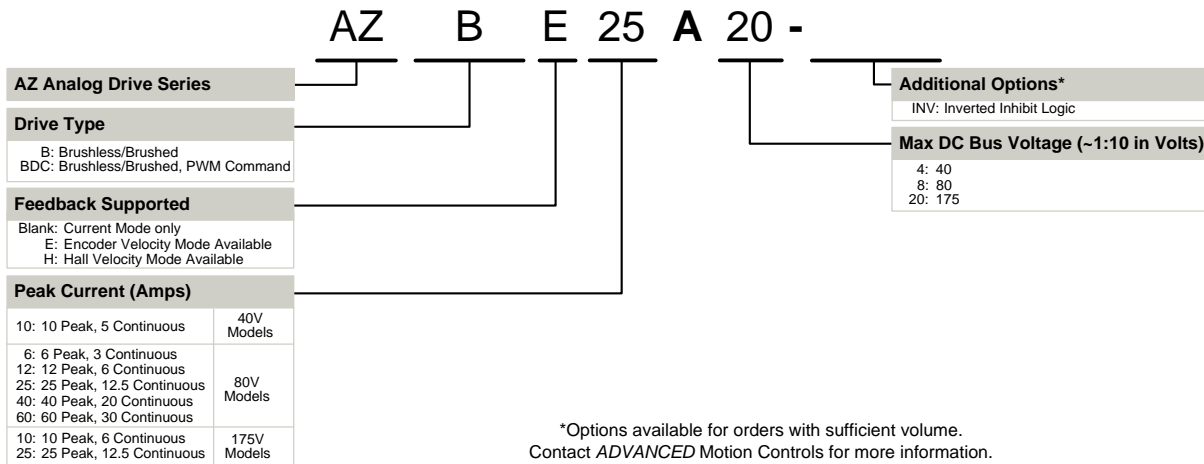 AZ B E 25 A 20 -
AZ Analog Drive Series
Drive Type
B: Brushless/Brushed
BDC: Brushless/Brushed, PWM Command
Feedback Supported
Blank: Current Mode only
E: Encoder Velocity Mode Available
H: Hall Velocity Mode Available
Peak Current (Amps)
10: 10 Peak, 5 Continuous
40V
Models
6: 6 Peak, 3 Continuous
12: 12 Peak, 6 Continuous
25: 25 Peak, 12.5 Continuous
40: 40 Peak, 20 Continuous
60: 60 Peak, 30 Continuous
80V
Models
10: 10 Peak, 6 Continuous
25: 25 Peak, 12.5 Continuous
175V
Models
Additional Options*
INV: Inverted Inhibit Logic
Max DC Bus Voltage (~1:10 in Volts)
4: 40
8: 80
20: 175
*Options available for orders with sufficient volume.
Contact ADVANCED Motion Controls for more information.